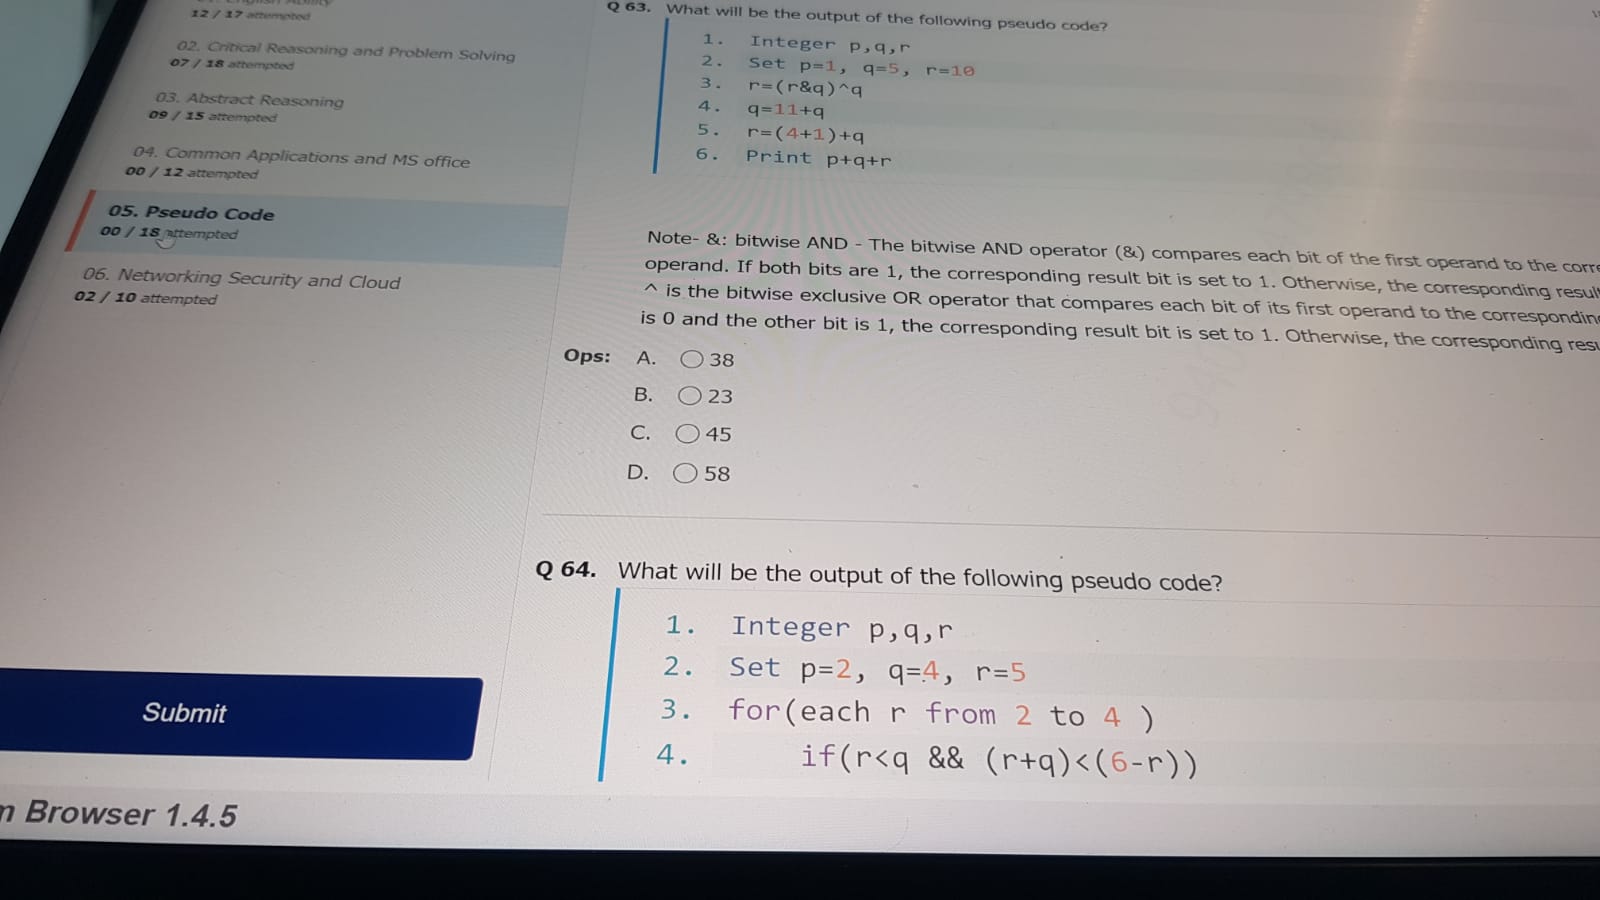 12 / 17 attempted
02. Critical Reasoning and Problem Solving
07 / 18 attempted
03. Abstract Reasoning
09 / 15 attempted
04. Common Applications and MS office
00 / 12 attempted
05. Pseudo Code
00 / 18 attempted
06. Networking Security and Cloud
02 / 10 attempted
Submit
Browser 1.4.5
Q 63. What will be the output of the following pseudo code?
1. Integer p,q,r
2. Set p=1, q=5, r=10
3. r=(r&q)^q
4. q=11+q
5. r=(4+1)+q
6. Print p+q+r
Note- &: bitwise AND - The bitwise AND operator (&) compares each bit of the first operand to the
operand. If both bits are 1, the corresponding result bit is set to 1. Otherwise, the corresponding
^ is the bitwise exclusive OR operator that compares each bit of its first operand to the
is 0 and the other bit is 1, the corresponding result bit is set to 1. Otherwise, the corresponding
Ops: A. 38
B. 23
C. 45
D. 58
Q 64. What will be the output of the following pseudo code?
1. Integer p,q,r
2. Set p=2, q=4, r=5
3. for(each r from 2 to 4 )
4. if(r<q && (r+q)<(6-r))